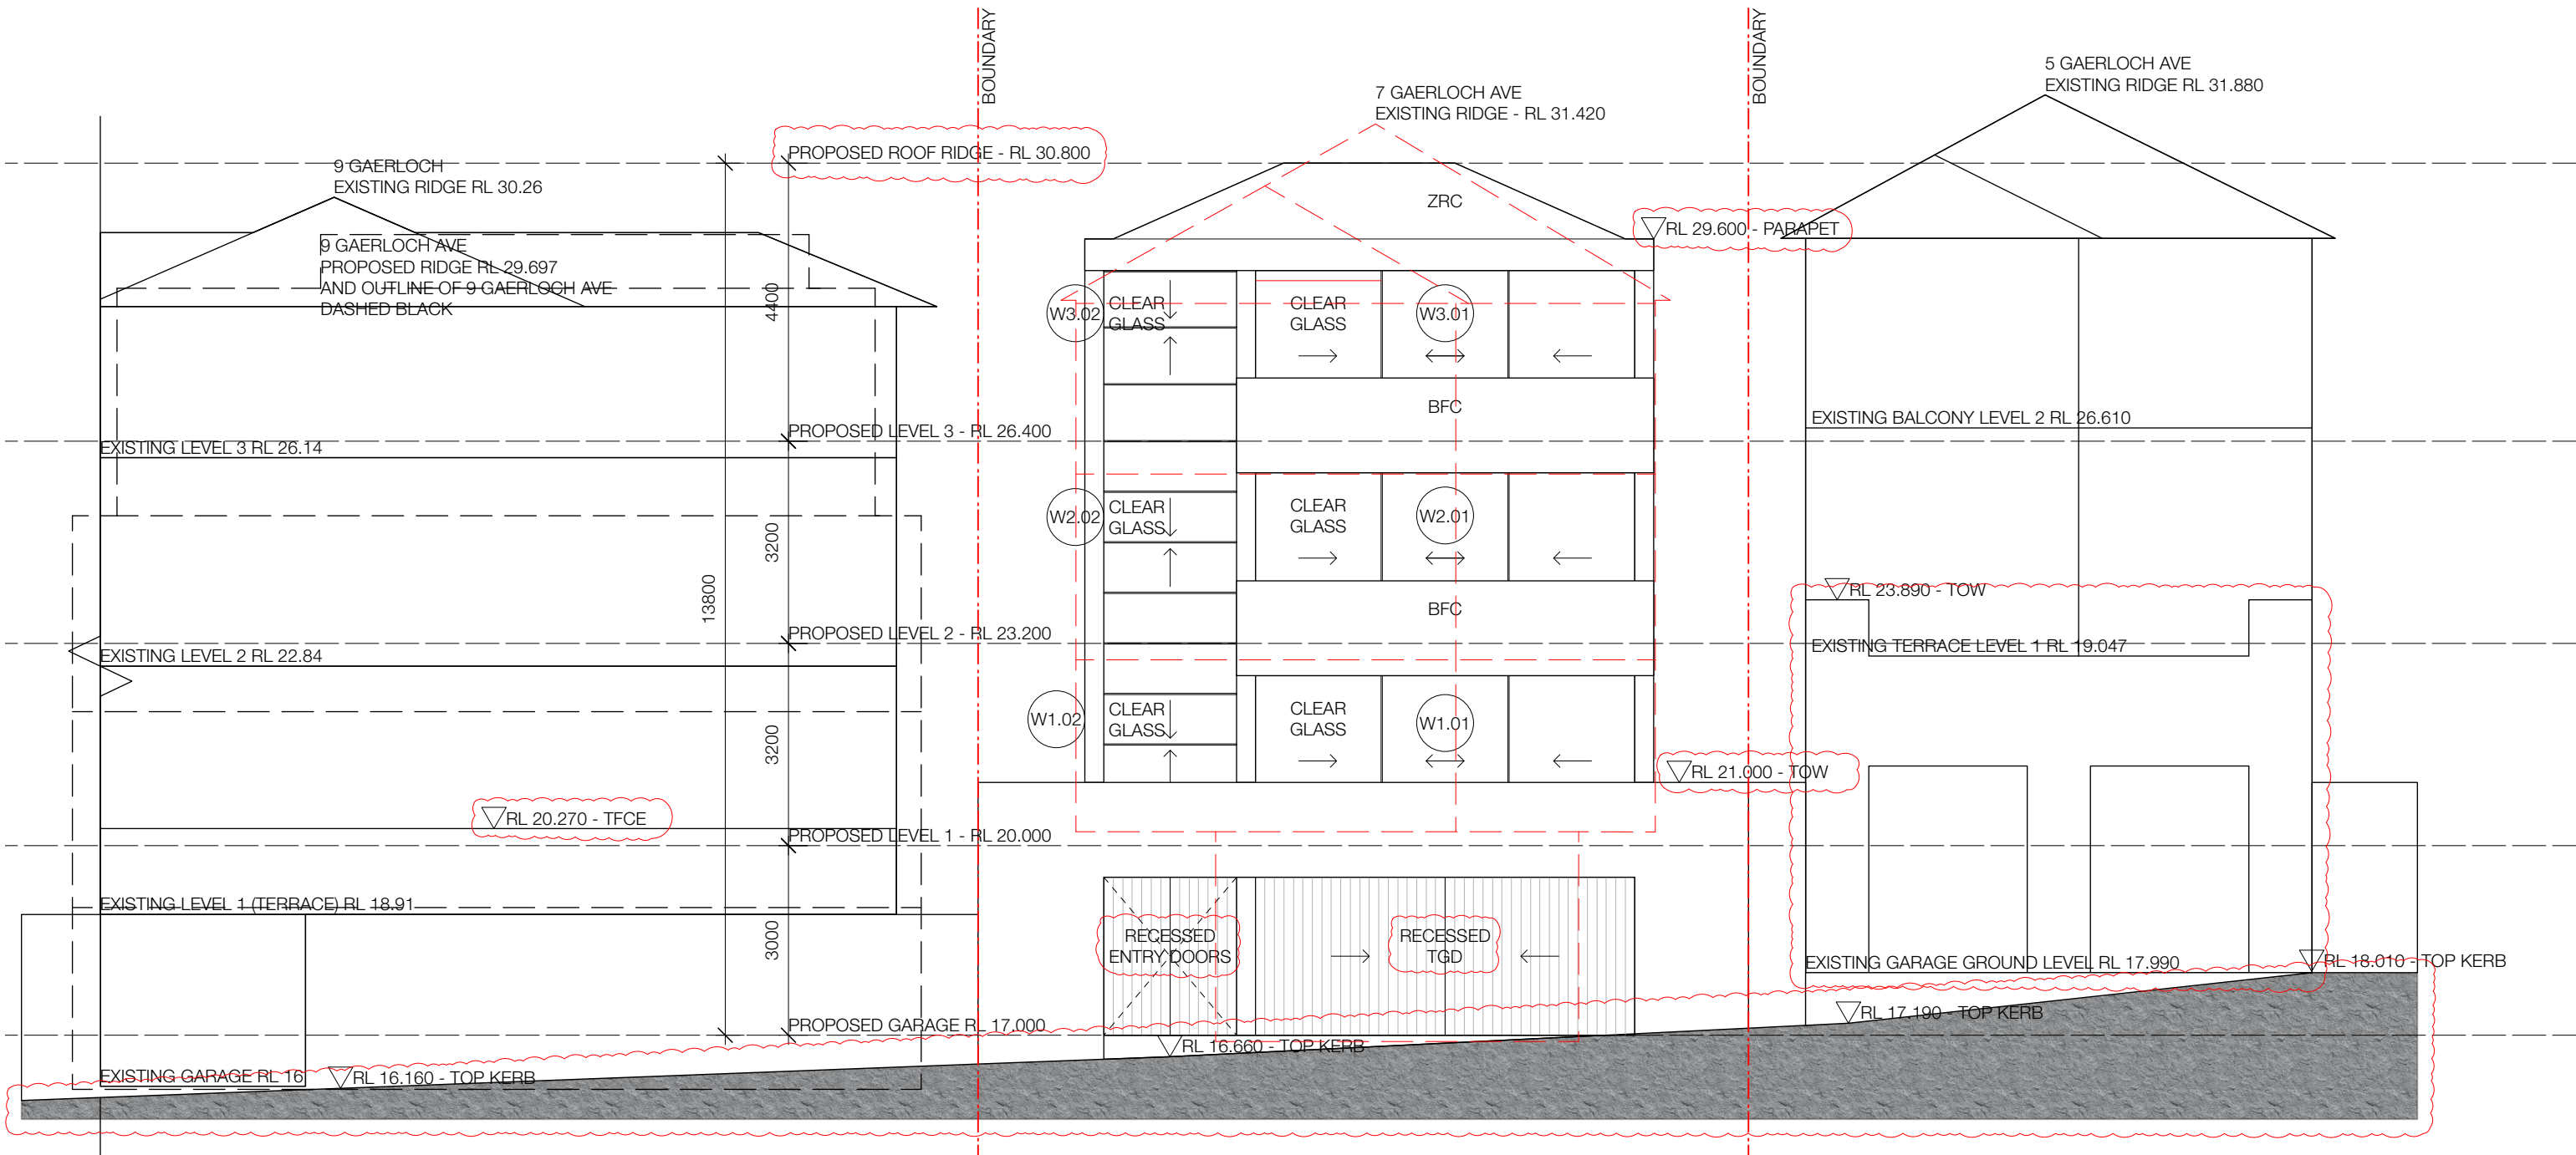 BOUNDARY
BOUNDARY
5 GAERLOCH AVE
EXISTING RIDGE RL 31.880
7 GAERLOCH AVE
EXISTING RIDGE - RL 31.420
PROPOSED ROOF RIDGE - RL 30.800
9 GAERLOCH
EXISTING RIDGE RL 30.26
ZRC
RL 29.600 - PARAPET
9 GAERLOCH AVE
PROPOSED RIDGE RL 29.697
AND OUTLINE OF 9 GAERLOCH AVE
DASHED BLACK
4400
W3.02
CLEAR
GLASS
CLEAR
GLASS
W3.01
BFC
EXISTING BALCONY LEVEL 2 RL 26.610
PROPOSED LEVEL 3 - RL 26.400
EXISTING LEVEL 3 RL 26.14
3200
W2.02
CLEAR
GLASS
CLEAR
GLASS
W2.01
13800
RL 23.890 - TOW
BFC
PROPOSED LEVEL 2 - RL 23.200
EXISTING TERRACE LEVEL 1 RL 19.047
EXISTING LEVEL 2 RL 22.84
3200
W1.02
CLEAR
GLASS
CLEAR
GLASS
W1.01
RL 21.000 - TOW
RL 20.270 - TFCE
PROPOSED LEVEL 1 - RL 20.000
EXISTING LEVEL 1 (TERRACE) RL 18.91
3000
RECESSED
ENTRY DOORS
RECESSED
TGD
EXISTING GARAGE GROUND LEVEL RL 17.990
RL 18.010 - TOP KERB
RL 17.190 - TOP KERB
PROPOSED GARAGE RL 17.000
RL 16.660 - TOP KERB
EXISTING GARAGE RL 16
RL 16.160 - TOP KERB